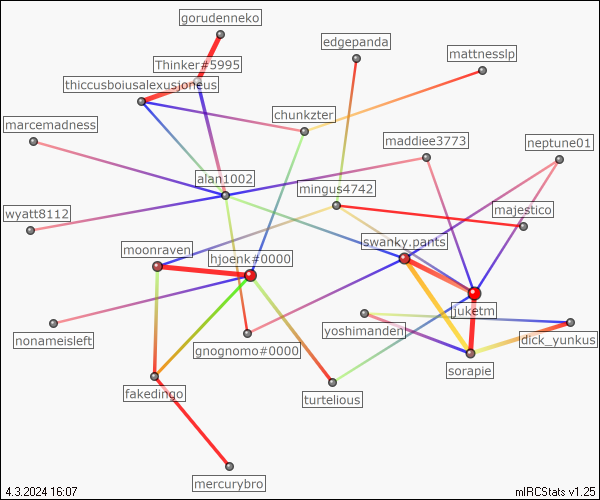 gorudenneko
edgepanda
mattnesslp
Thinker#5995
thiccusboiusalexusjoneus
chunkzter
marcemadness
maddiee3773
neptune01
alan1002
mingus4742
wyatt8112
majestico
moonraven
swanky.pants
hjoenk#0000
juketm
yoshimanden
nonameisleft
dick_yunkus
gnognomo#0000
sorapie
fakedingo
turtelious
mercurybro
4.3.2024 16:07
mIRCStats v1.25